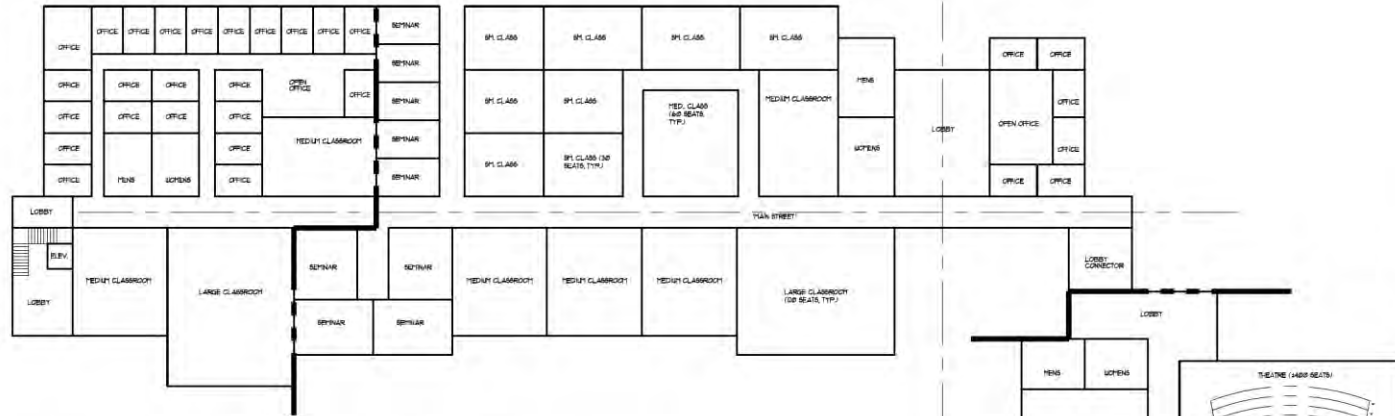 OFFICE
OFFICE
OFFICE
OFFICE
OFFICE
OFFICE
OFFICE
OFFICE
OFFICE
OFFICE
SEMINAR
SM. CLASS
SM. CLASS
SM. CLASS
SM. CLASS
OFFICE
OFFICE
SEMINAR
MENS
OFFICE
OFFICE
OFFICE
OFFICE
OPEN
OFFICE
OFFICE
SEMINAR
SM. CLASS
SM. CLASS
MED. CLASS
(60 SEATS,
TYP.)
MEDIUM CLASSROOM
LOBBY
OPEN OFFICE
OFFICE
OFFICE
OFFICE
OFFICE
OFFICE
OFFICE
MEDIUM CLASSROOM
SEMINAR
WOMENS
OFFICE
OFFICE
SM. CLASS
SM. CLASS (30
SEATS, TYP.)
OFFICE
MENS
WOMENS
OFFICE
SEMINAR
OFFICE
OFFICE
LOBBY
'MAIN STREET'
ELEV.
LOBBY
MEDIUM CLASSROOM
LARGE CLASSROOM
SEMINAR
SEMINAR
MEDIUM CLASSROOM
MEDIUM CLASSROOM
MEDIUM CLASSROOM
LARGE CLASSROOM
(120 SEATS, TYP.)
LOBBY
CONNECTOR
SEMINAR
SEMINAR
LOBBY
MENS
WOMENS